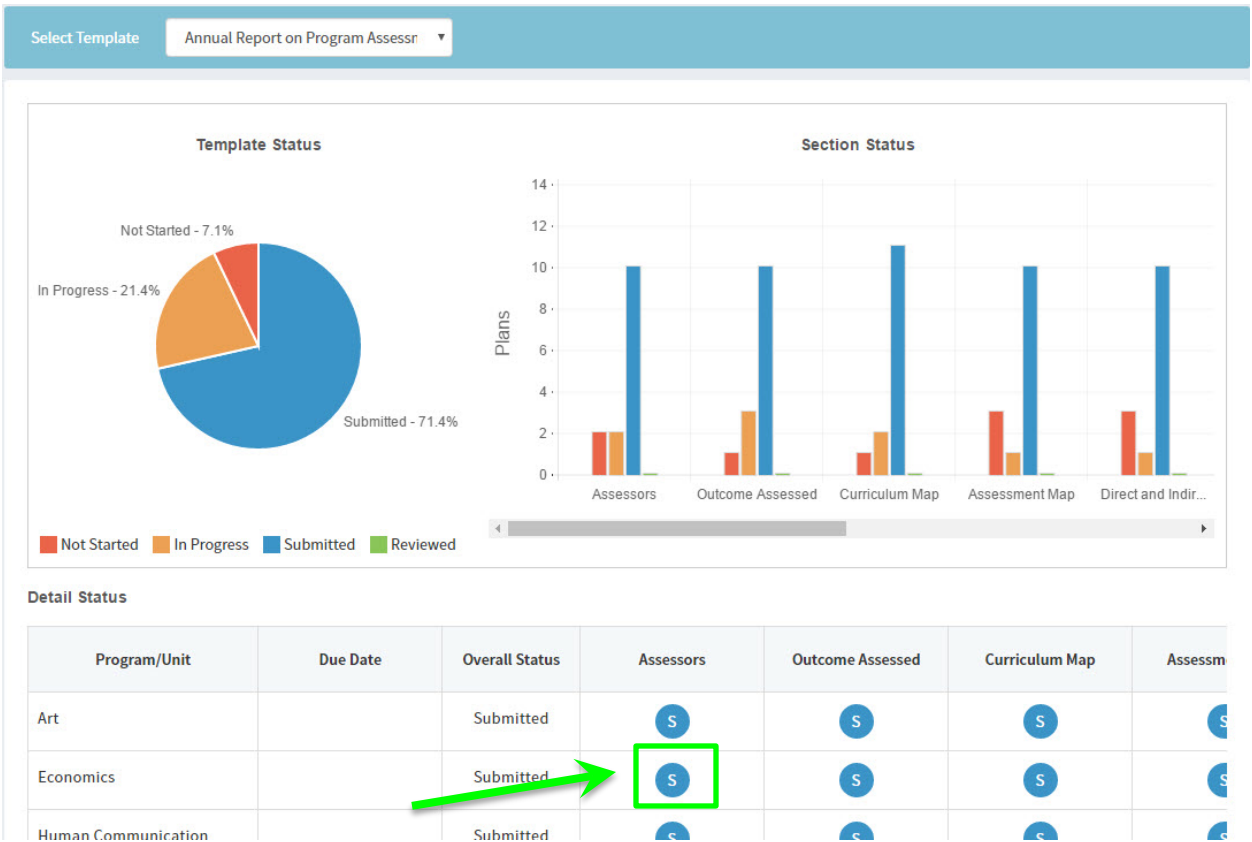 Select Template
Annual Report on Program Assessn
Template Status
Not Started - 7.1%
In Progress - 21.4%
Submitted - 71.4%
Not Started In Progress Submitted Reviewed
Section Status
Plans
14
12
10
8
6
4
2
0
Assessors Outcome Assessed Curriculum Map Assessment Map Direct and Indir...
Detail Status
Program/Unit Due Date Overall Status Assessors Outcome Assessed Curriculum Map Assessm
Art Submitted S S S S
Economics Submitted S S S S
Human Communication Submitted S S S S